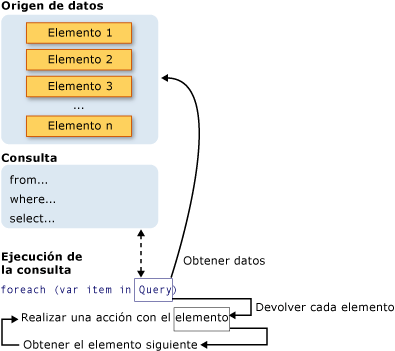 Origen de datos
Elemento 1
Elemento 2
Elemento 3
...
Elemento n
Consulta
from...
where...
select...
Ejecución de
la consulta
Obtener datos
foreach (var item in Query)
Devolver cada elemento
Realizar una acción con el elemento
Obtener el elemento siguiente